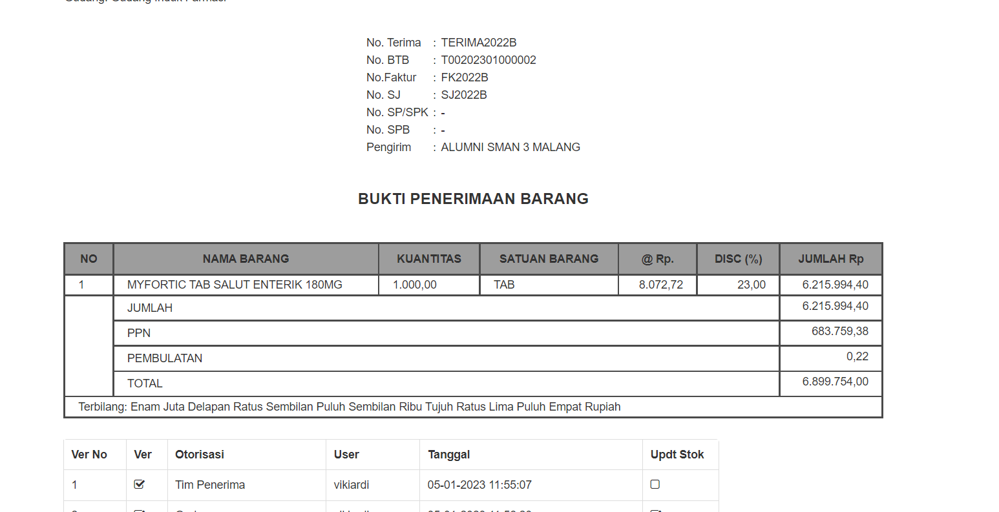 No. Terima : TERIMA2022B
No. BTB : T00202301000002
No.Faktur : FK2022B
No. SJ : SJ2022B
No. SP/SPK : -
No. SPB : -
Pengirim : ALUMNI SMAN 3 MALANG
BUKTI PENERIMAAN BARANG
NO NAMA BARANG KUANTITAS SATUAN BARANG @ Rp. DISC (%) JUMLAH Rp
1 MYFORTIC TAB SALUT ENTERIK 180MG 1.000,00 TAB 8.072,72 23,00 6.215.994,40
JUMLAH 6.215.994,40
PPN 683.759,38
PEMBULATAN 0,22
TOTAL 6.899.754,00
Terbilang: Enam Juta Delapan Ratus Sembilan Puluh Sembilan Ribu Tujuh Ratus Lima Puluh Empat Rupiah
Ver No Ver Otorisasi User Tanggal Updt Stok
1 Tim Penerima vikiardi 05-01-2023 11:55:07